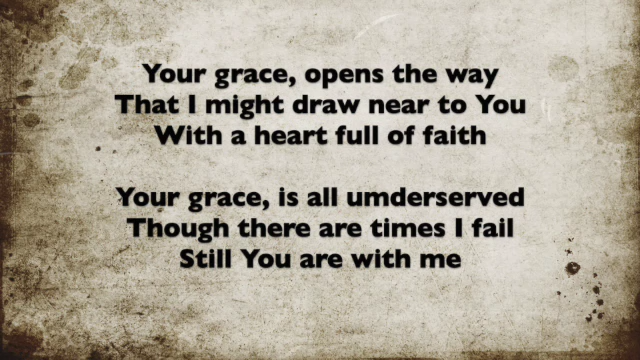 Your grace, opens the way
That I might draw near to You
With a heart full of faith
Your grace, is all umderserved
Though there are times I fail
Still You are with me